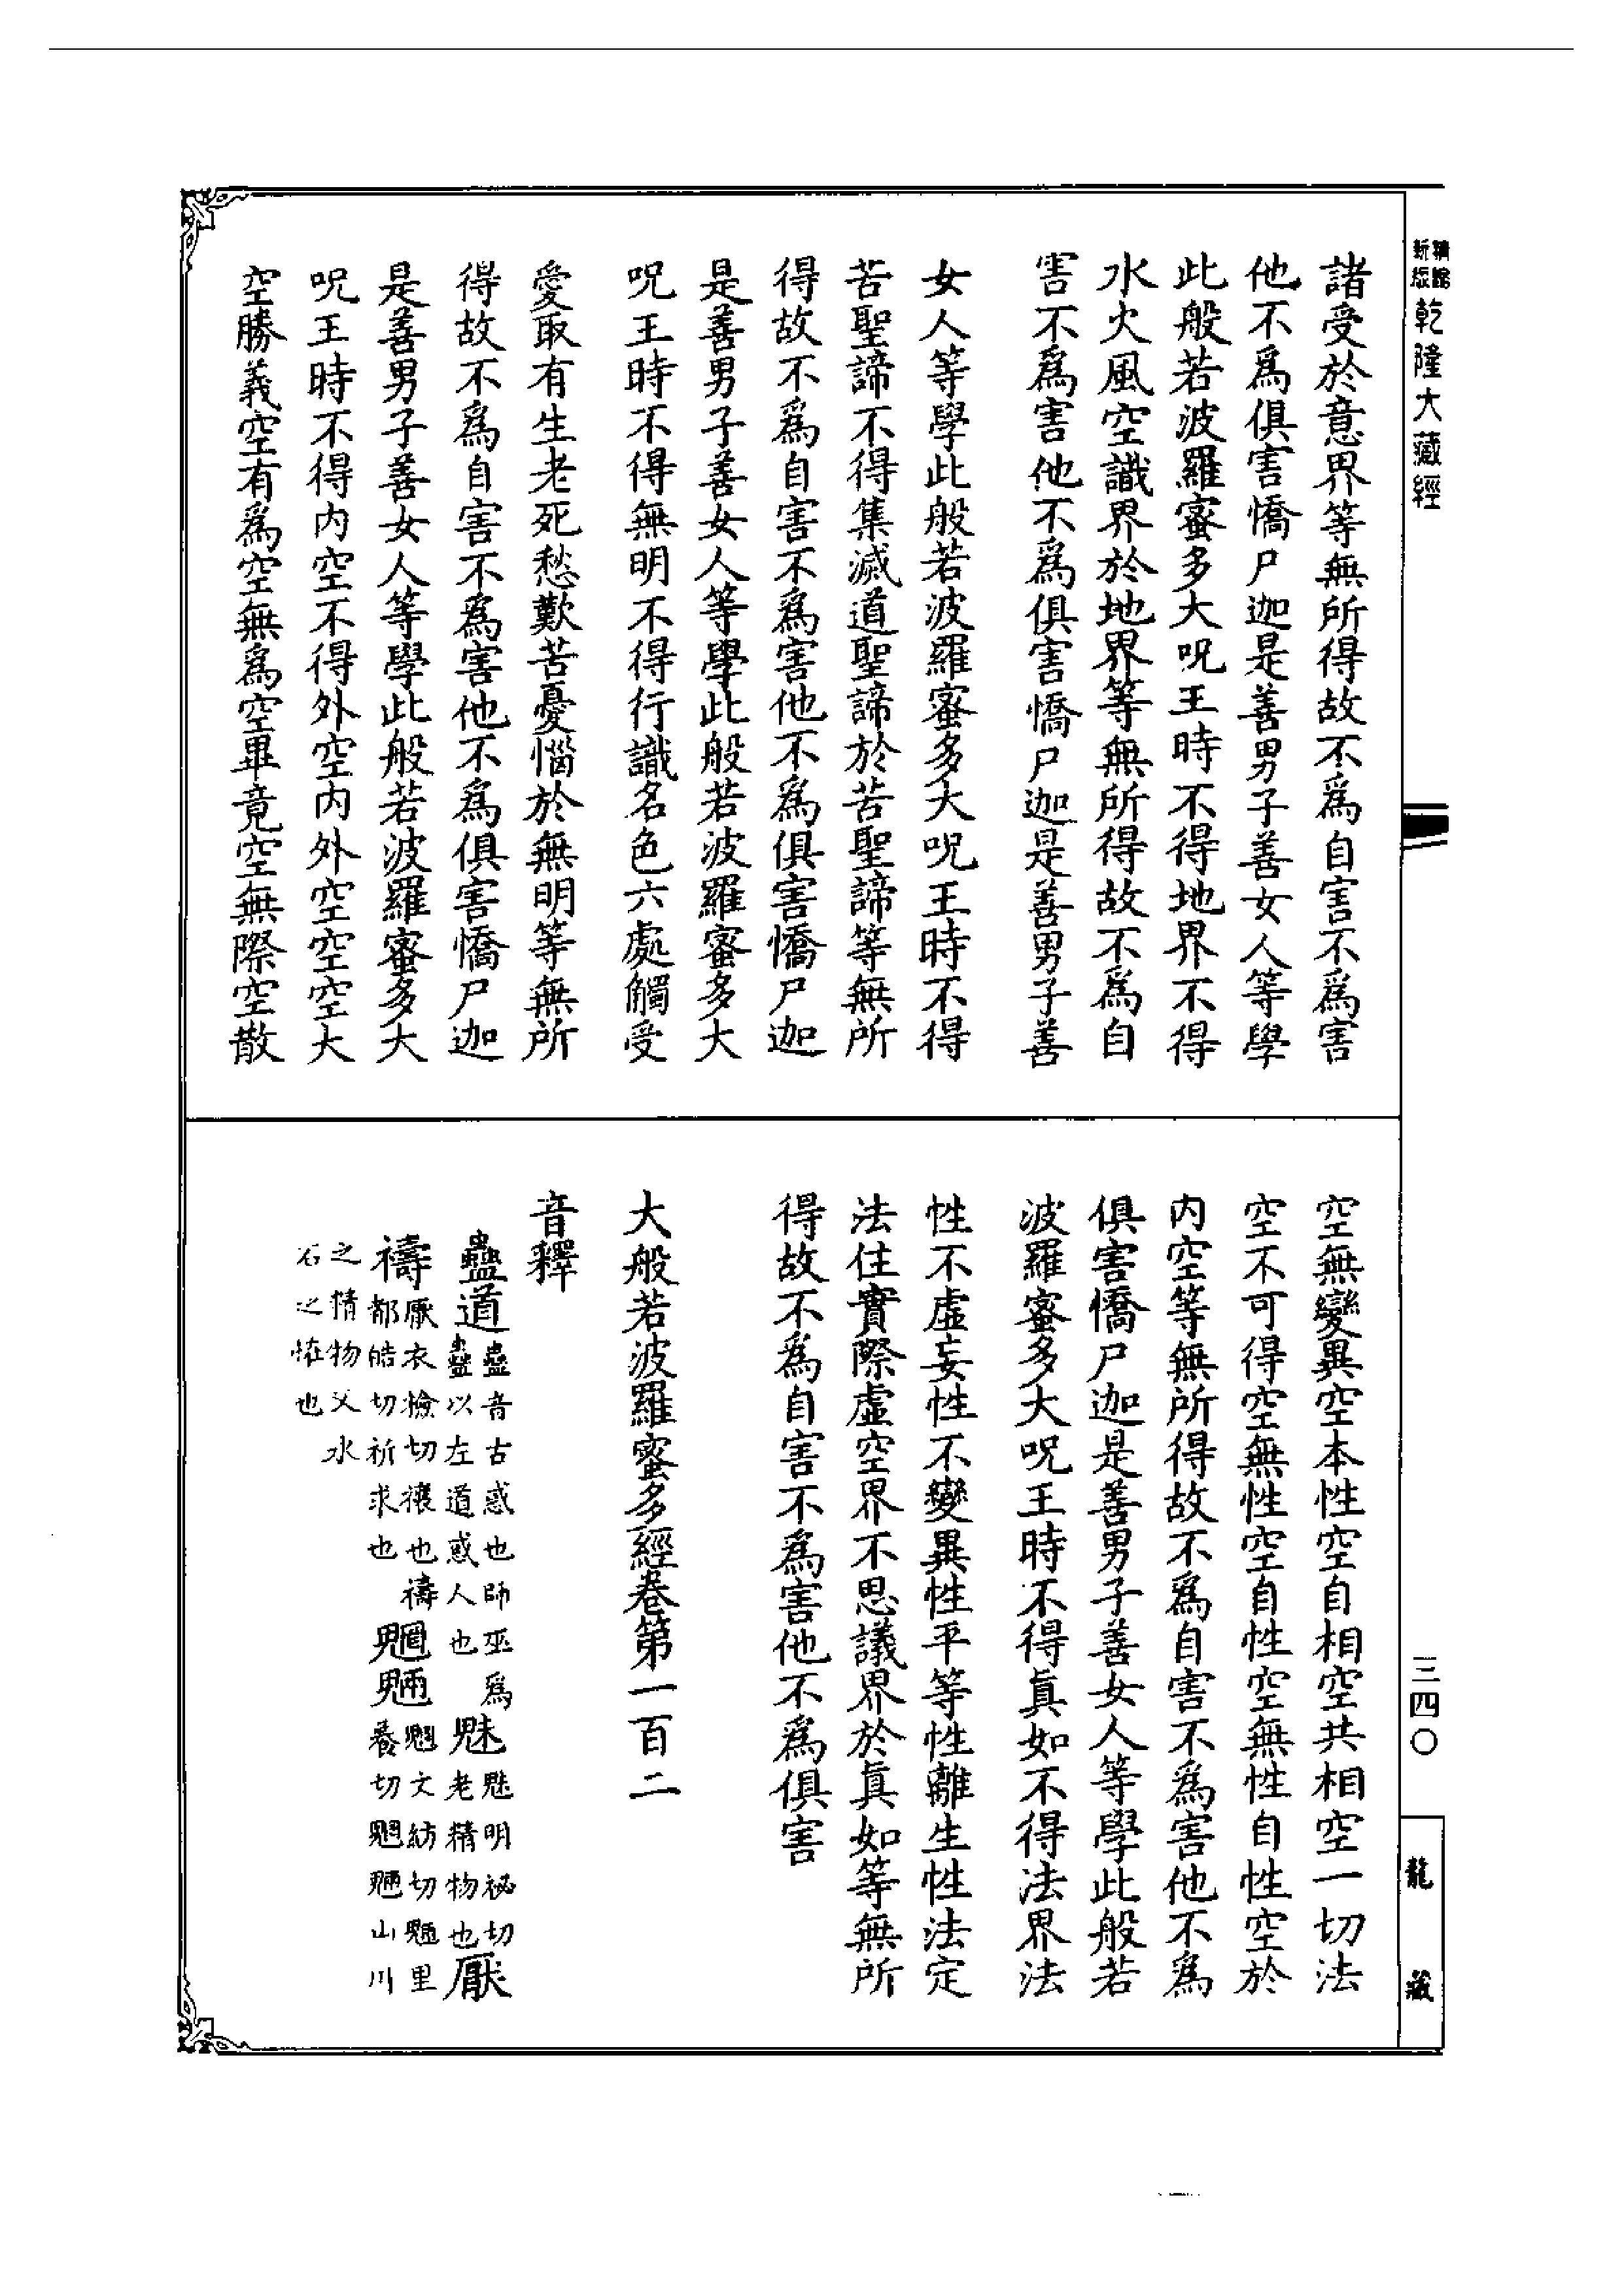 乾隆大藏經
諸受於意界等無所得故不爲自害不爲害
他不爲俱害憍尸迦是善男子善女人等學
此般若波羅蜜多大呪王時不得地界不得
水火風空識界於地界等無所得故不爲自
害不爲害他不爲俱害憍尸迦是善男子善
女人等學此般若波羅蜜多大呪王時不得
苦聖諦不得集滅道聖諦於苦聖諦等無所
得故不爲自害不爲害他不爲俱害憍尸迦
是善男子善女人等學此般若波羅蜜多大
呪王時不得無明不得行識名色六處觸受
愛取有生老死愁歎苦憂惱於無明等無所
得故不爲自害不爲害他不爲俱害憍尸迦
是善男子善女人等學此般若波羅蜜多大
呪王時不得内空不得外空内外空空空大
空勝義空有爲空無爲空畢竟空無際空散
空無變異空本性空自相空共相空一切法
空不可得空無性空自性空無性自性空於
内空等無所得故不爲自害不爲害他不爲
俱害憍尸迦是善男子善女人等學此般若
波羅蜜多大呪王時不得眞如不得法界法
性不虛妄性不變異性平等性離生性法定
法住實際虛空界不思議界於眞如等無所
得故不爲自害不爲害他不爲俱害
大般若波羅蜜多經卷第一百二
音釋
蠱道蠱音古惑也師巫爲蠱以左道惑人也魅魅明祕切老精物也厭
禱厭衣檢切禳也禱都皓切祈求也魍魎魍文紡切魎里養切魍魎山川
之精物父水石之怪也
三四〇
龍藏